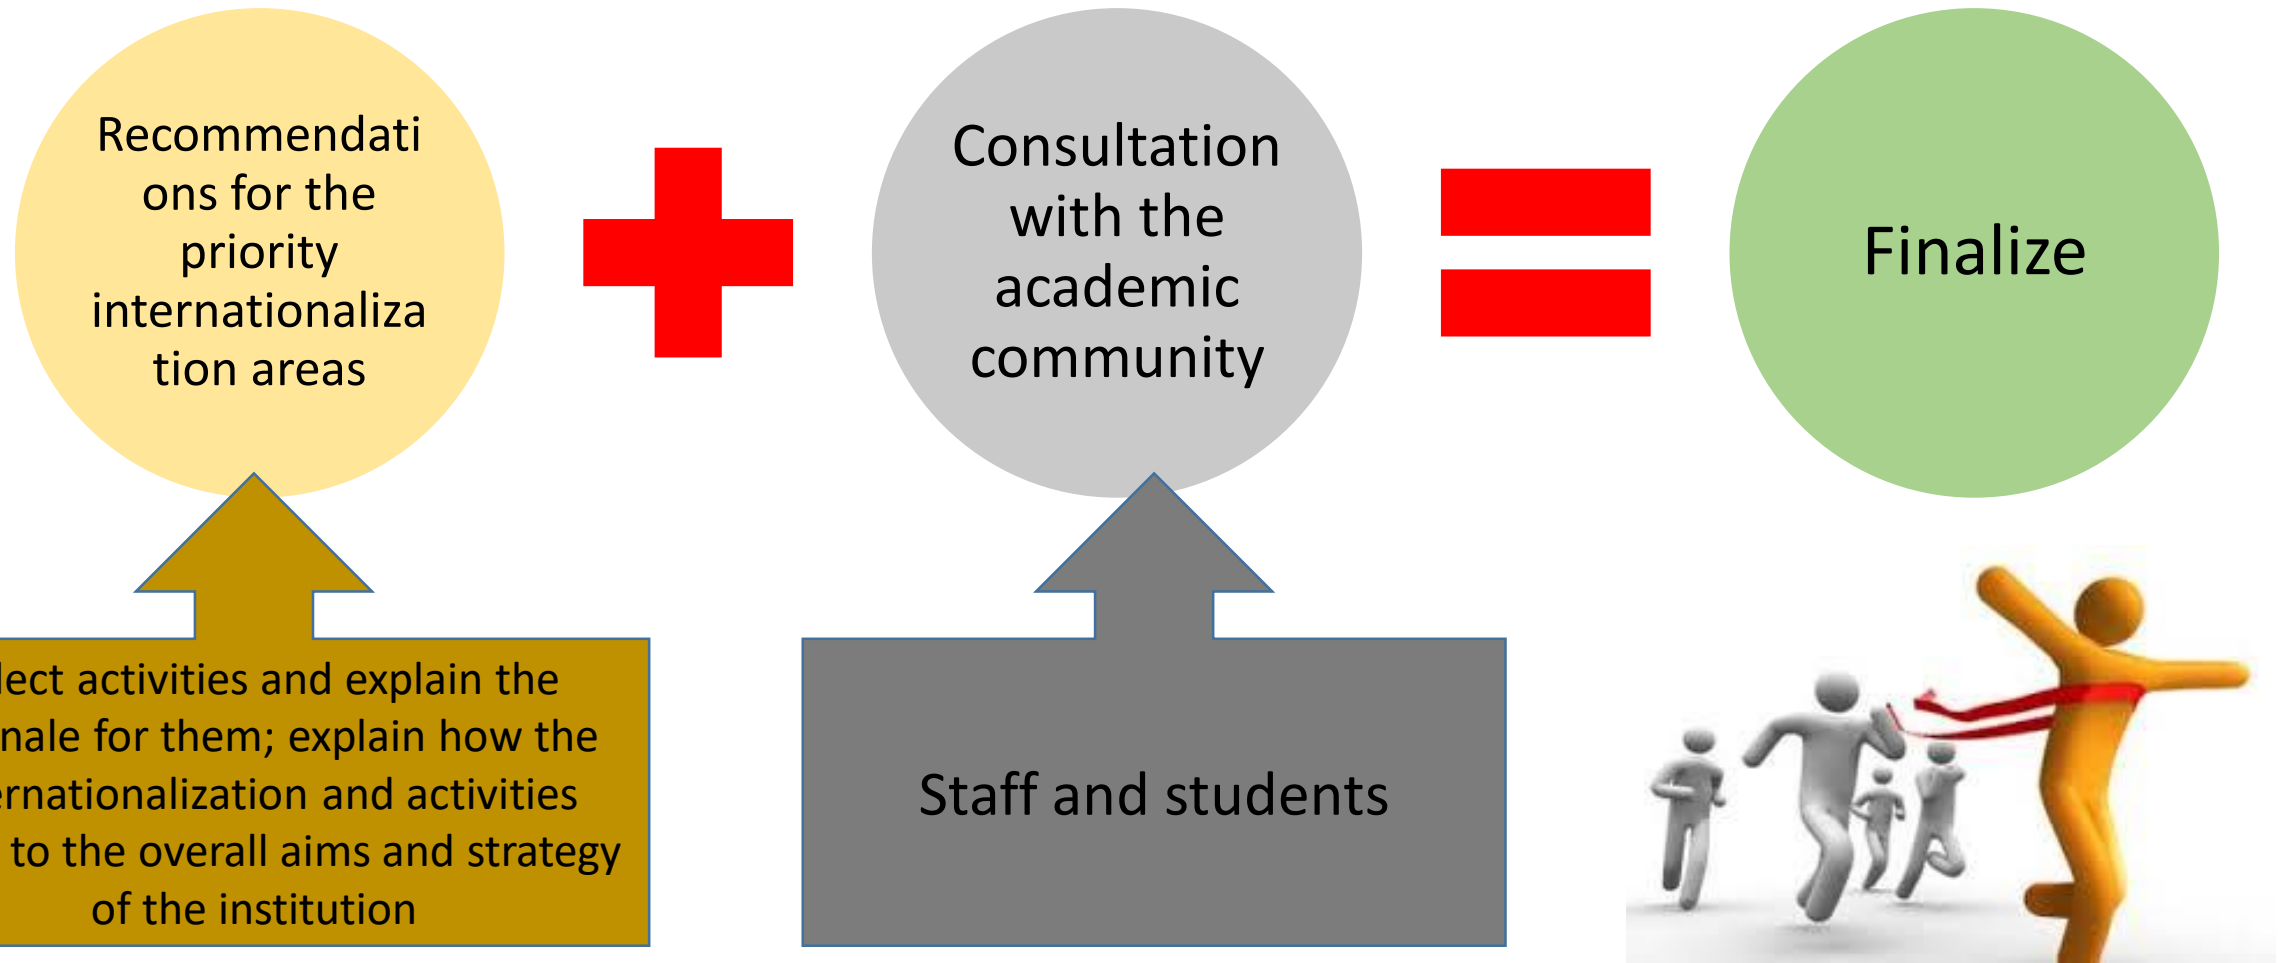 Recommendati
ons for the
priority
internationaliza
tion areas
Consultation
with the
academic
community
Finalize
lect activities and explain the
nale for them; explain how the
ernationalization and activities
to the overall aims and strategy
of the institution
Staff and students